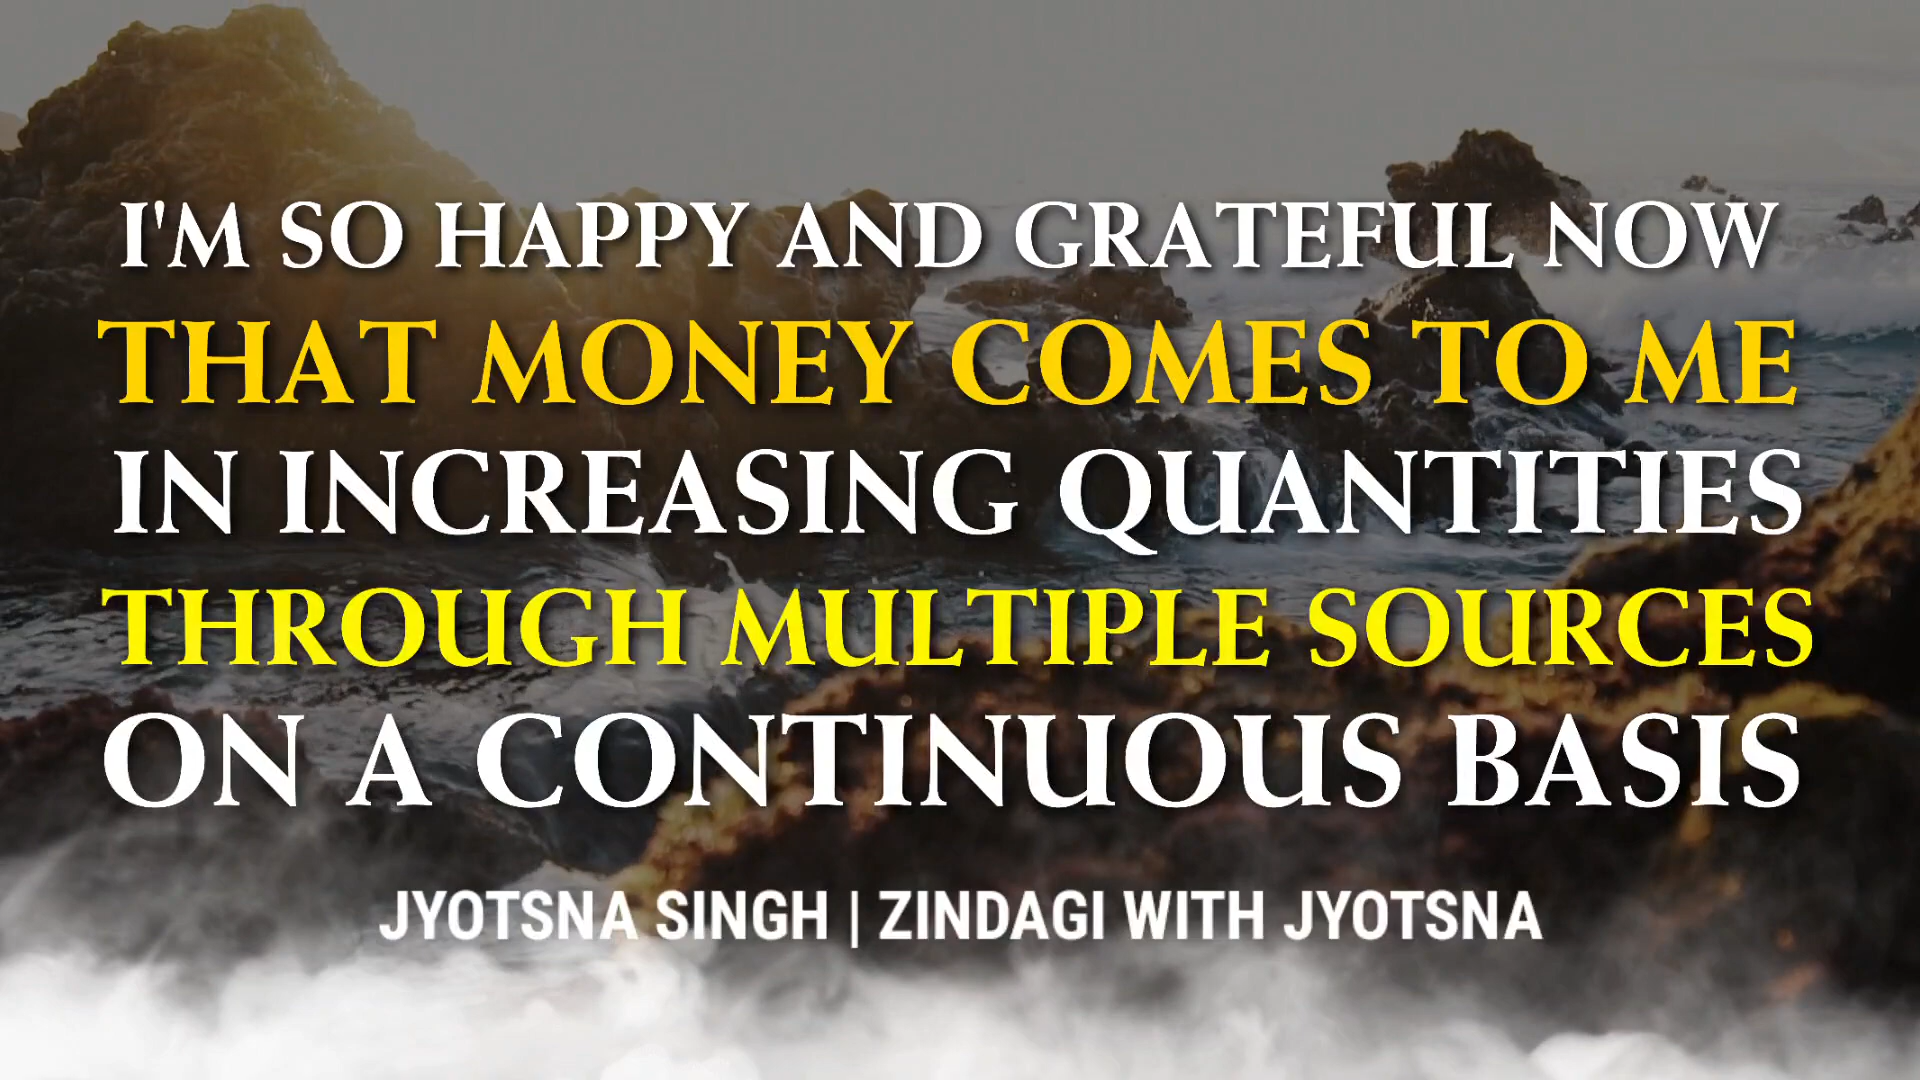 I'M SO HAPPY AND GRATEFUL NOW
THAT MONEY COMES TO ME
IN INCREASING QUANTITIES
THROUGH MULTIPLE SOURCES
ON A CONTINUOUS BASIS
JYOTSNA SINGH | ZINDAGI WITH JYOTSNA